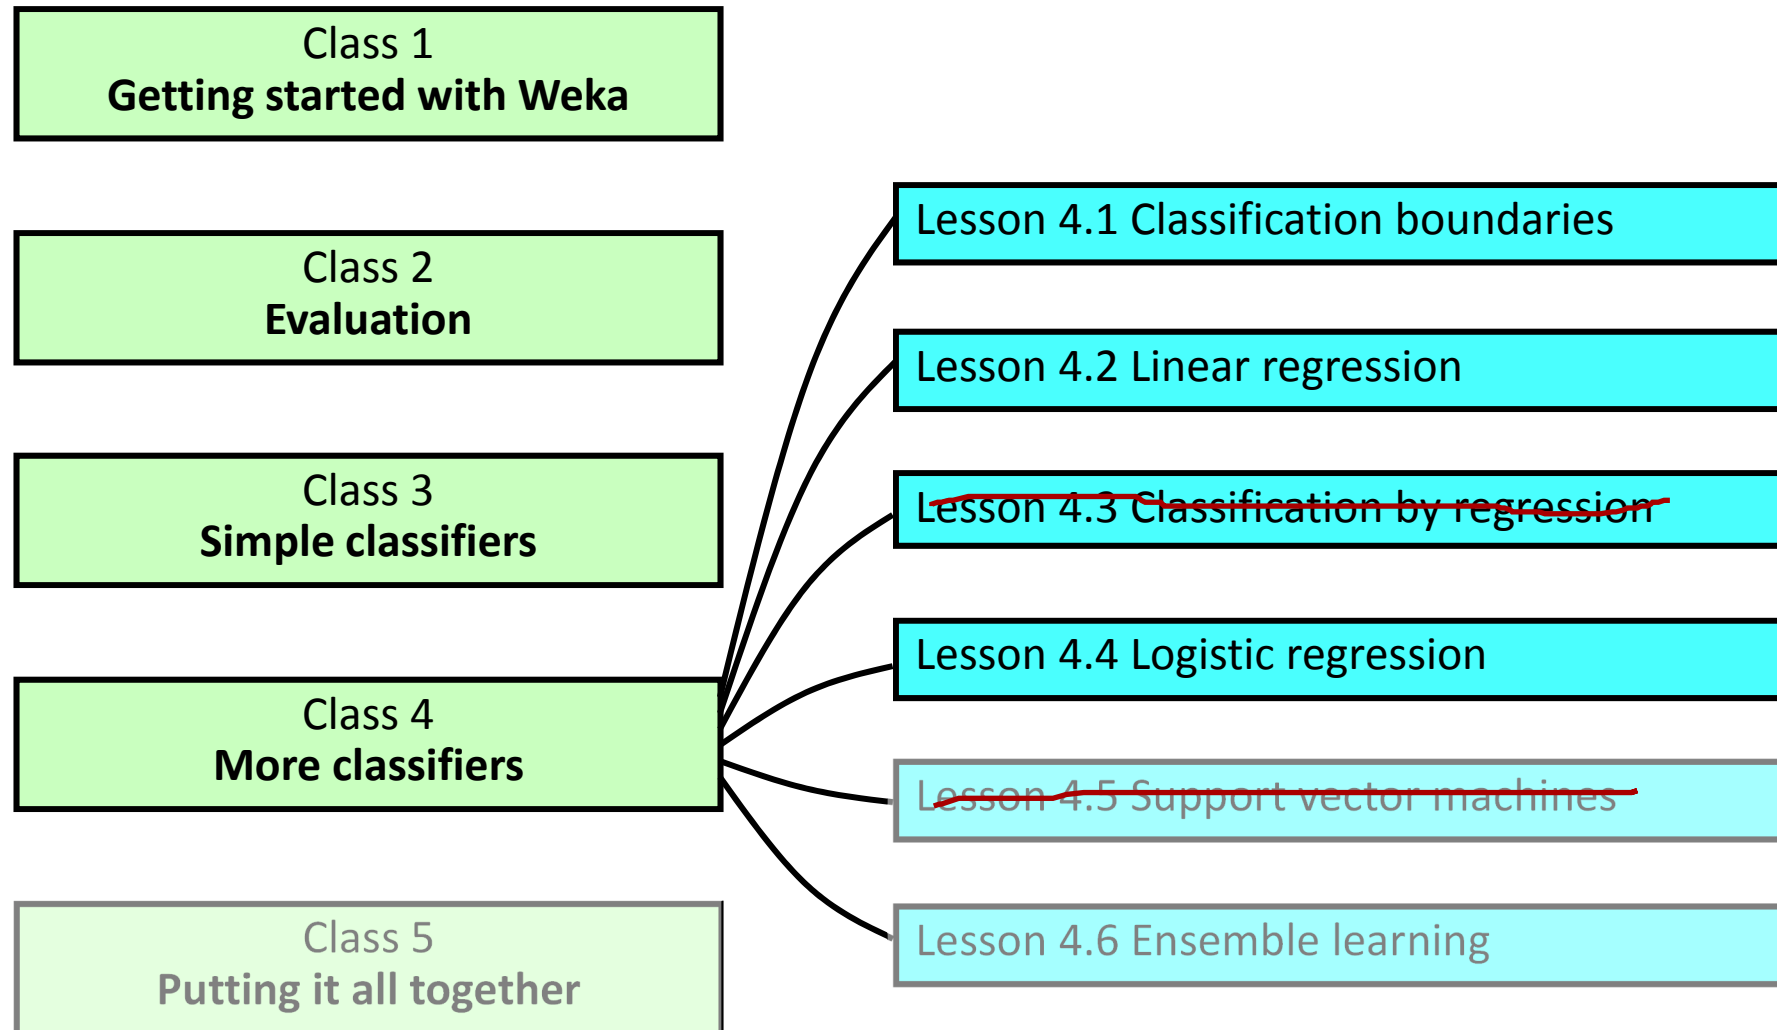 Class 1
Getting started with Weka
Class 2
Evaluation
Class 3
Simple classifiers
Class 4
More classifiers
Class 5
Putting it all together
Lesson 4.1 Classification boundaries
Lesson 4.2 Linear regression
Lesson 4.3 Classification by regression
Lesson 4.4 Logistic regression
Lesson 4.5 Support vector machines
Lesson 4.6 Ensemble learning